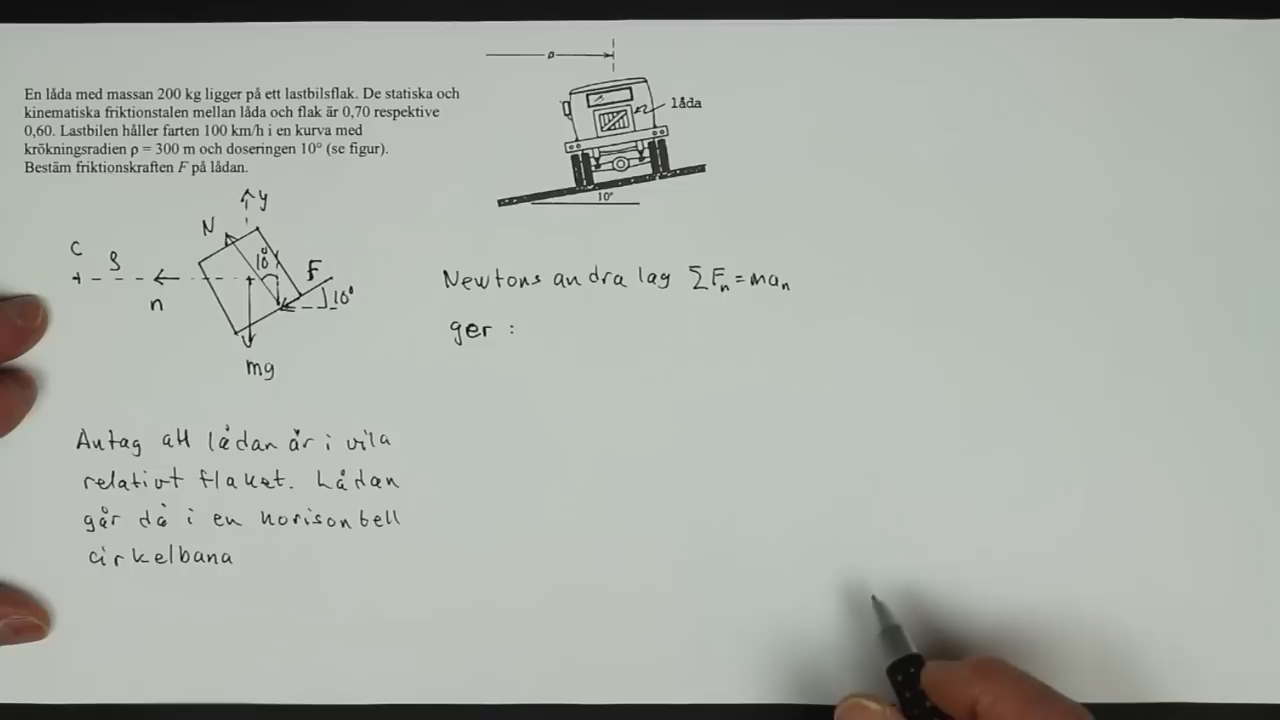 En låda med massan 200 kg ligger på ett lastbilsflak. De statiska och
kinematiska friktionstalen mellan låda och flak är 0,70 respektive
0,60. Lastbilen håller farten 100 km/h i en kurva med
krökningsradien ρ = 300 m och doseringen 10° (se figur).
Bestäm friktionskraften F på lådan.
ρ
låda
10°
y
N
C
ρ
10°
F
n
10°
mg
Newtons andra lag ΣFn = man
ger :
Antag att lådan är i vila
relativt flaket. Lådan
går då i en horisontell
cirkelbana